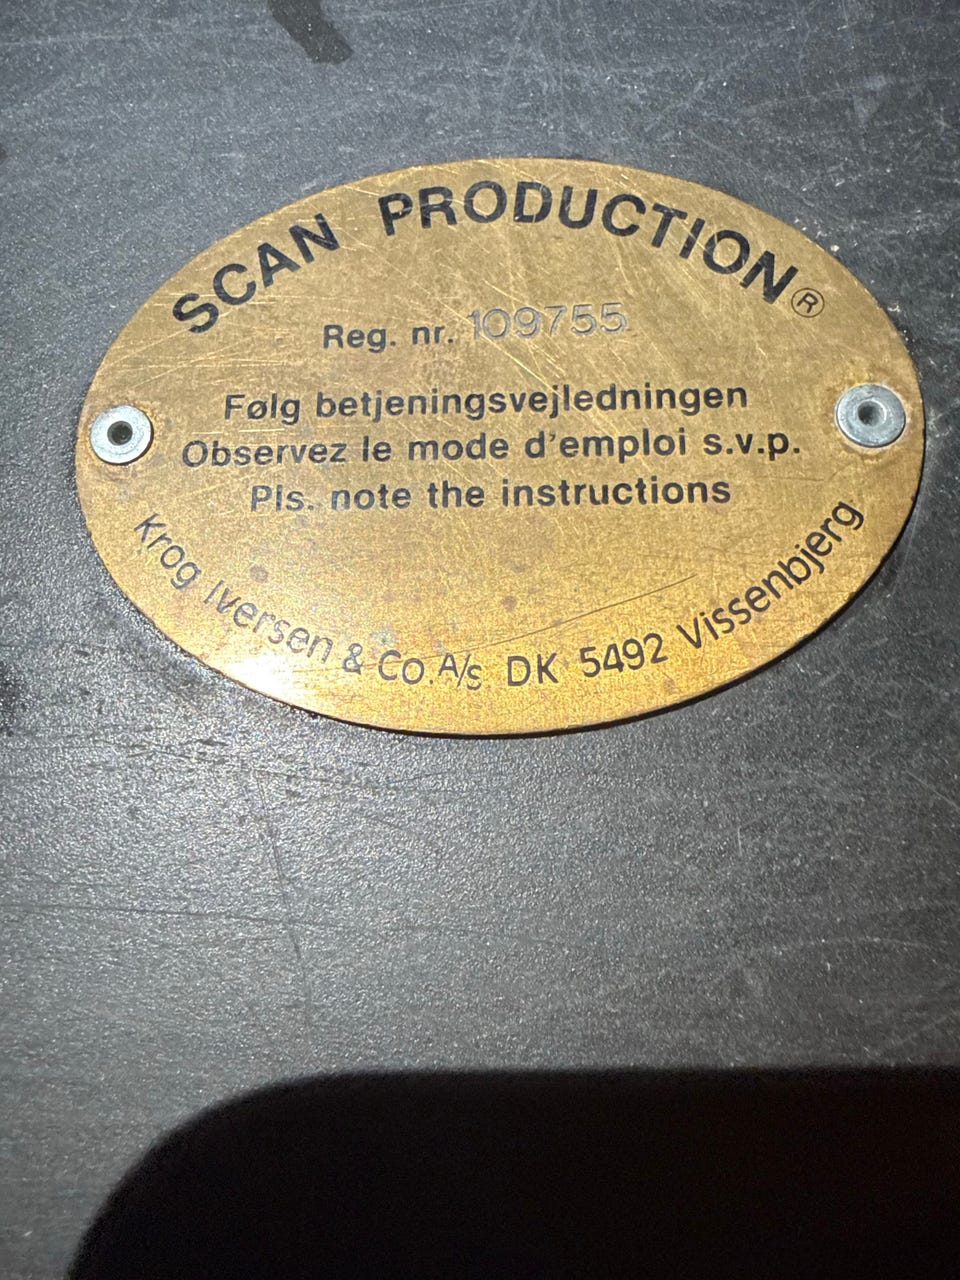 SCAN PRODUCTION ®
Reg. nr. 109755
Følg betjeningsvejledningen
Observez le mode d'emploi s.v.p.
Pls. note the instructions
Krog Iversen & Co. A/s DK 5492 Vissenbjerg